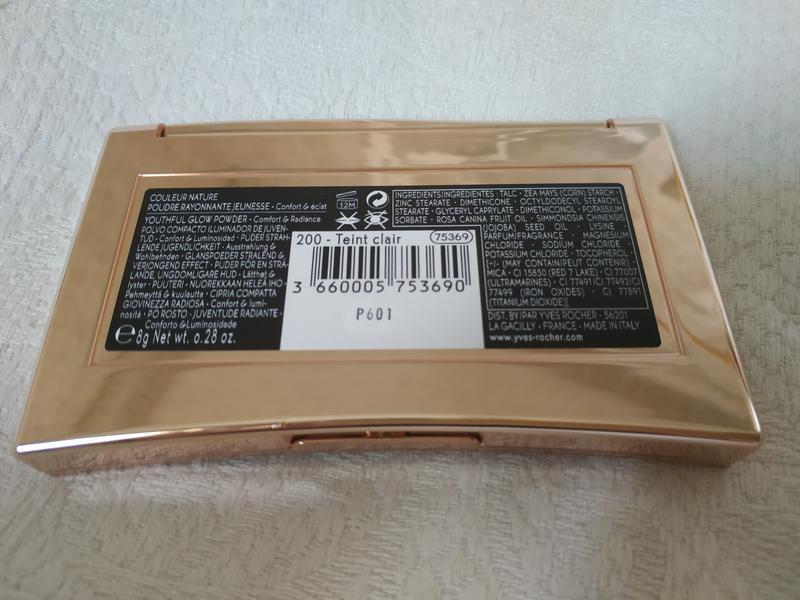 COULEUR NATURE
POUDRE RAYONNANTE JEUNESSE - Confort & éclat
YOUTHFUL GLOW POWDER - Comfort & Radiance
POLVO COMPACTO ILUMINADOR DE JUVEN-
TUD - Confort & Luminosidad • PUDER STRAH-
LENDE JUGENDLICHKEIT - Ausstrahlung &
Wohlbefinden • GLANSPOEDER STRALEND &
VERJONGEND EFFECT • PUDER FÖR EN STRÅ-
LANDE, UNGDOMLIGARE HUD - Lätthet &
lyster • PUUTERI - NUOREKKAAN HELEÄ IHO -
Pehmeyttä & kuulautta • CIPRIA COMPATTA
GIOVINEZZA RADIOSA - Comfort & lumi-
nosità • PÓ ROSTO - JUVENTUDE RADIANTE -
Conforto & Luminosidade
℮ 8g Net wt. 0.28 oz.
12M
200 - Teint clair 75369
3 660005 753690
P601
INGREDIENTS/INGREDIENTES : TALC • ZEA MAYS (CORN) STARCH •
ZINC STEARATE • DIMETHICONE • OCTYLDODECYL STEAROYL
STEARATE • GLYCERYL CAPRYLATE • DIMETHICONOL • POTASSIUM
SORBATE • ROSA CANINA FRUIT OIL • SIMMONDSIA CHINENSIS
(JOJOBA) SEED OIL • LYSINE •
PARFUM/FRAGRANCE • MAGNESIUM
CHLORIDE • SODIUM CHLORIDE •
POTASSIUM CHLORIDE • TOCOPHEROL •
[+/- (MAY CONTAIN/PEUT CONTENIR) :
MICA • CI 15850 (RED 7 LAKE) • CI 77007
(ULTRAMARINES) • CI 77491|CI 77492|CI
77499 (IRON OXIDES) • CI 77891
(TITANIUM DIOXIDE)]
DIST. BY|PAR YVES ROCHER - 56201
LA GACILLY - FRANCE - MADE IN ITALY
www.yves-rocher.com